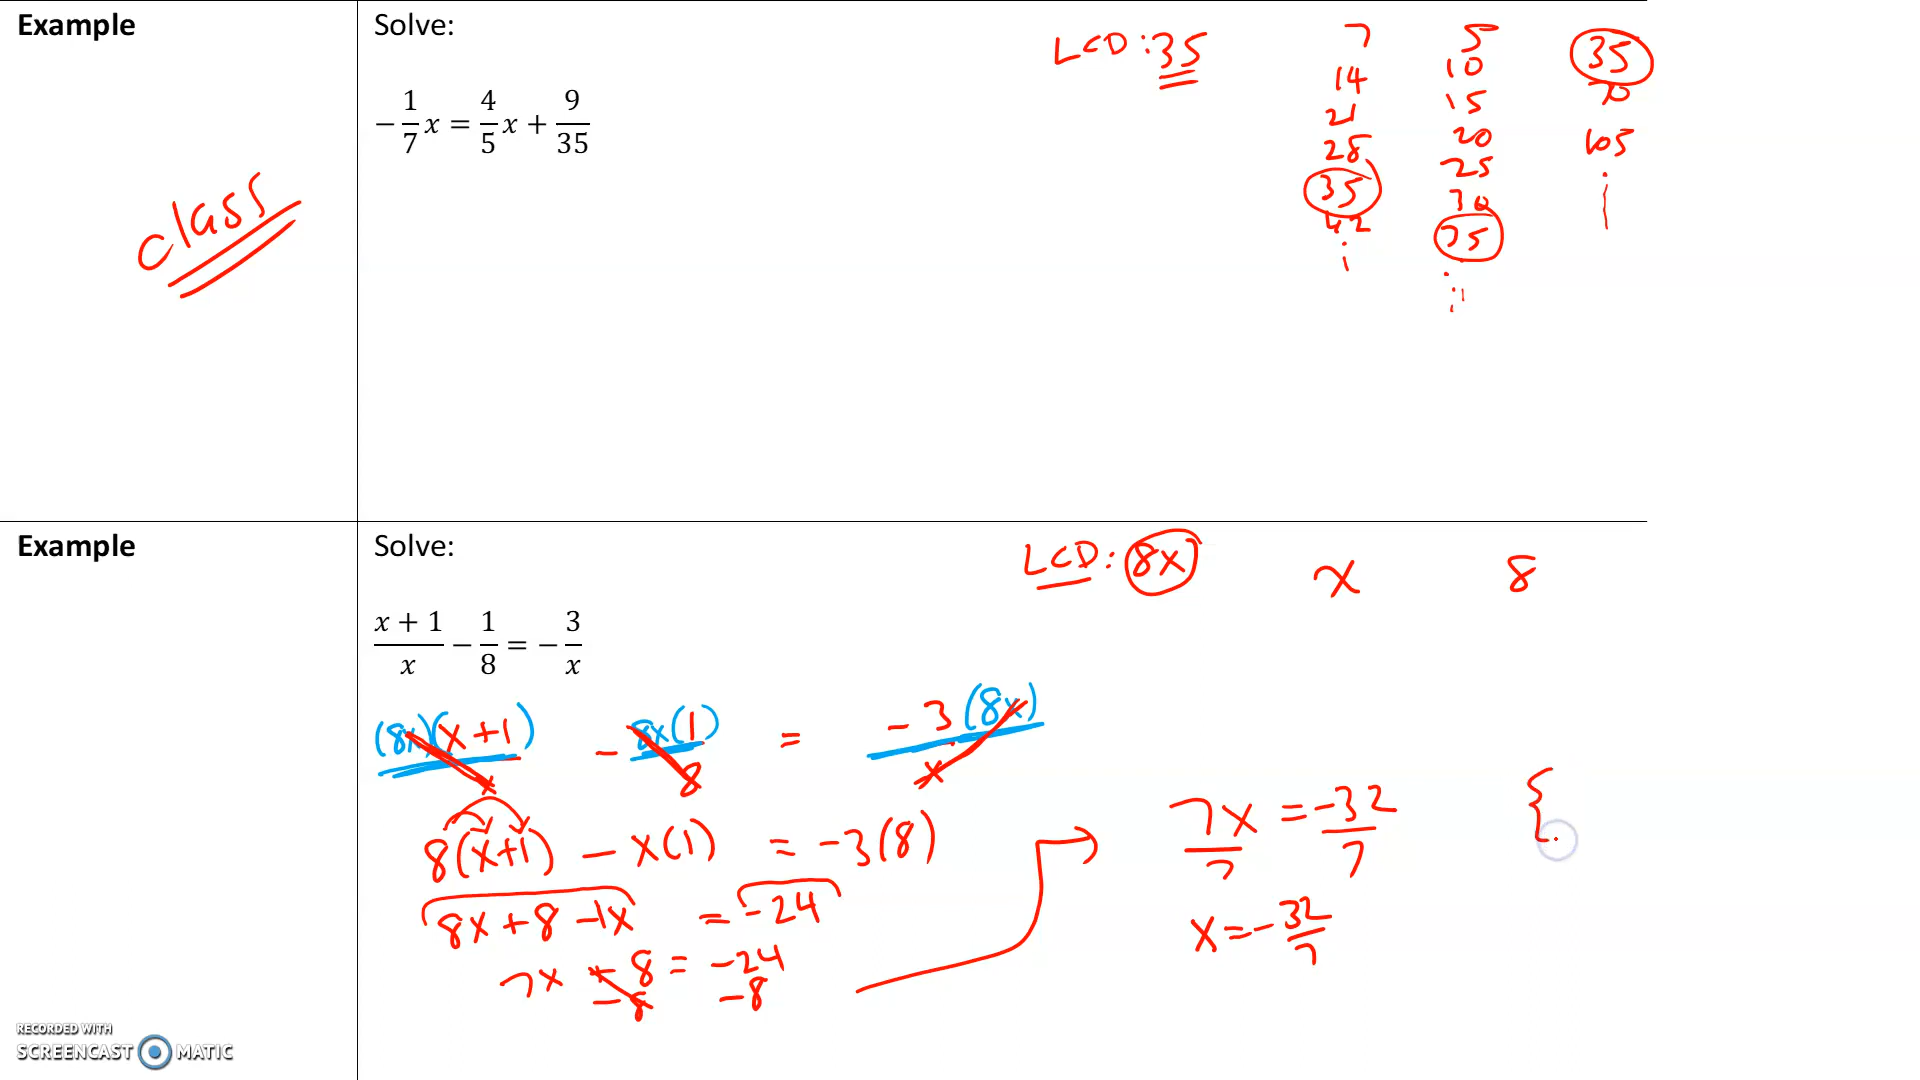 Example
Solve:
LCD: 35
7 5 35
14 10 70
21 15 105
28 20
35 25
42 30
35
-1/7 x = 4/5 x + 9/35
class
Example
Solve:
LCD: 8x x 8
(x + 1)/x - 1/8 = -3/x
(8x)(x+1)/x - 8x(1)/8 = -3(8x)/x
8(x+1) - x(1) = -3(8)
8x+8-1x = -24
7x + 8 = -24
-8 -8
7x/7 = -32/7
x = -32/7
{
RECORDED WITH
SCREENCAST MATIC